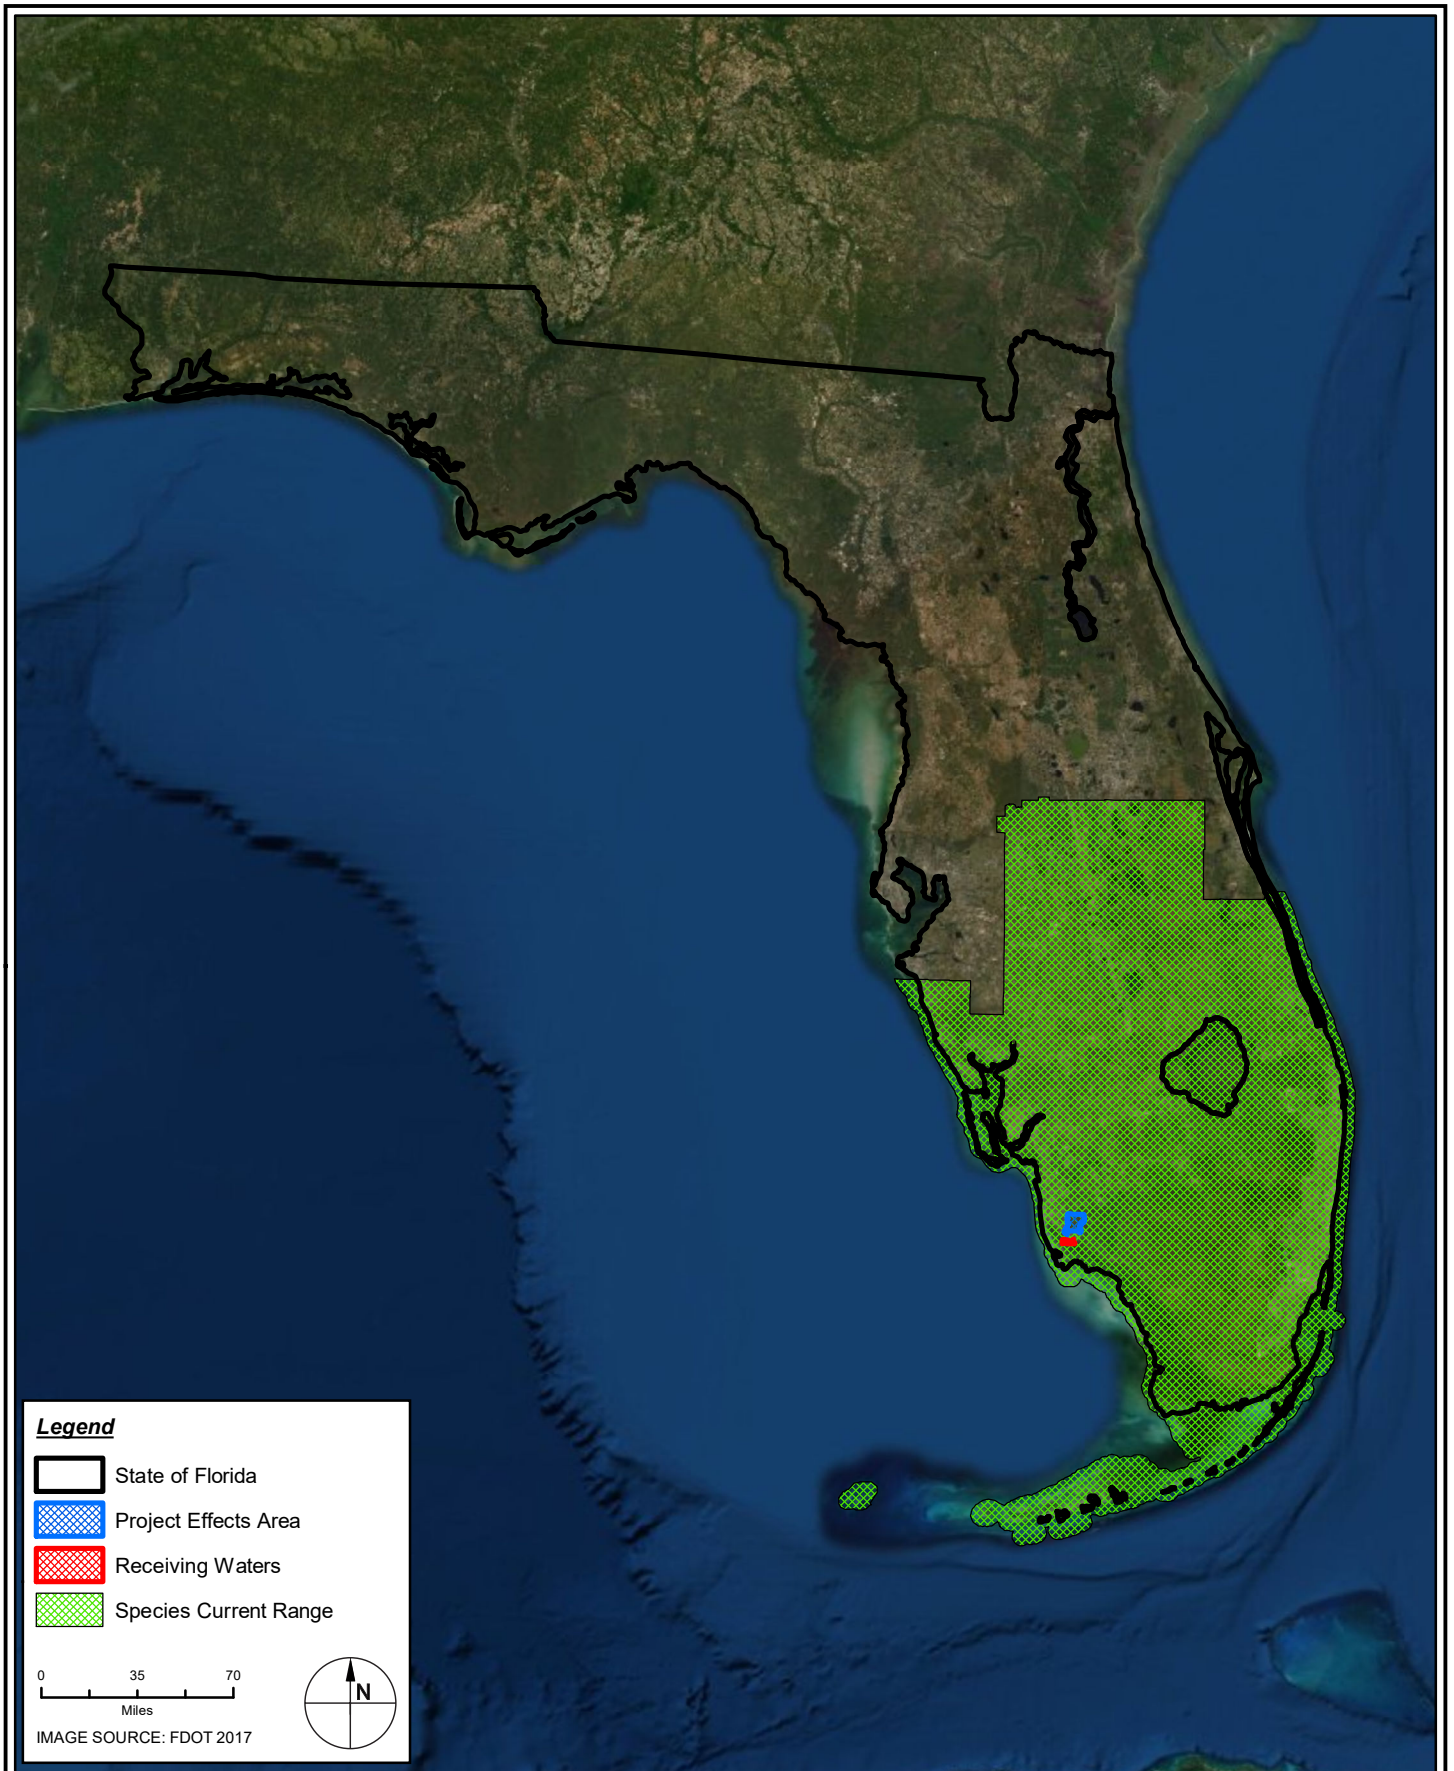 Legend
State of Florida
Project Effects Area
Receiving Waters
Species Current Range
0 35 70
Miles
N
IMAGE SOURCE: FDOT 2017